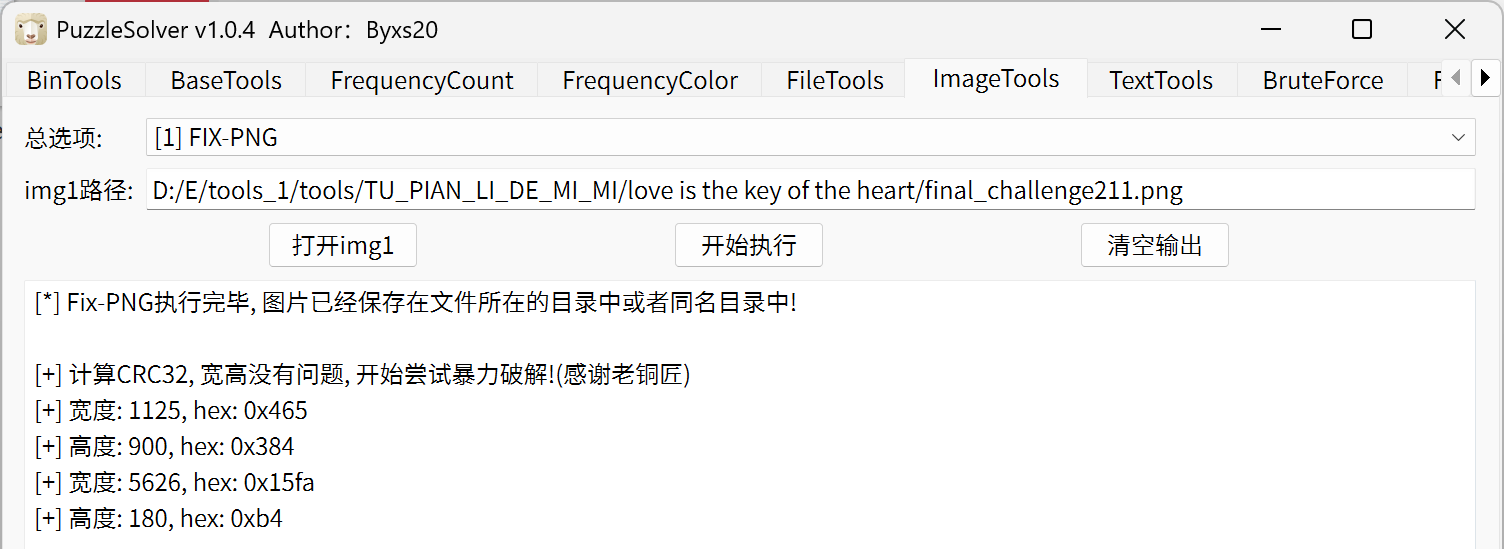 PuzzleSolver v1.0.4 Author：Byxs20
BinTools BaseTools FrequencyCount FrequencyColor FileTools ImageTools TextTools BruteForce
总选项: [1] FIX-PNG
img1路径: D:/E/tools_1/tools/TU_PIAN_LI_DE_MI_MI/love is the key of the heart/final_challenge211.png
打开img1 开始执行 清空输出
[*] Fix-PNG执行完毕, 图片已经保存在文件所在的目录中或者同名目录中!
[+] 计算CRC32, 宽高没有问题, 开始尝试暴力破解!(感谢老铜匠)
[+] 宽度: 1125, hex: 0x465
[+] 高度: 900, hex: 0x384
[+] 宽度: 5626, hex: 0x15fa
[+] 高度: 180, hex: 0xb4